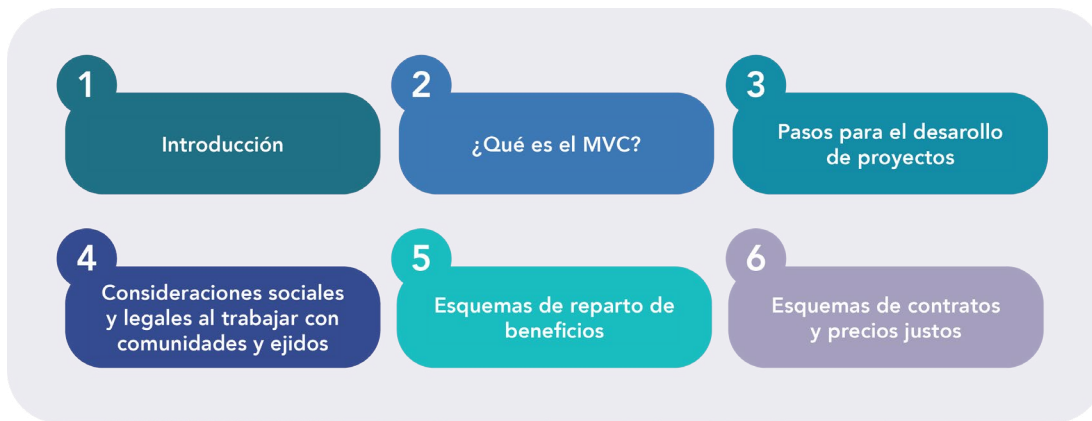 1
Introducción
2
¿Qué es el MVC?
3
Pasos para el desarollo
de proyectos
4
Consideraciones sociales
y legales al trabajar con
comunidades y ejidos
5
Esquemas de reparto de
beneficios
6
Esquemas de contratos
y precios justos